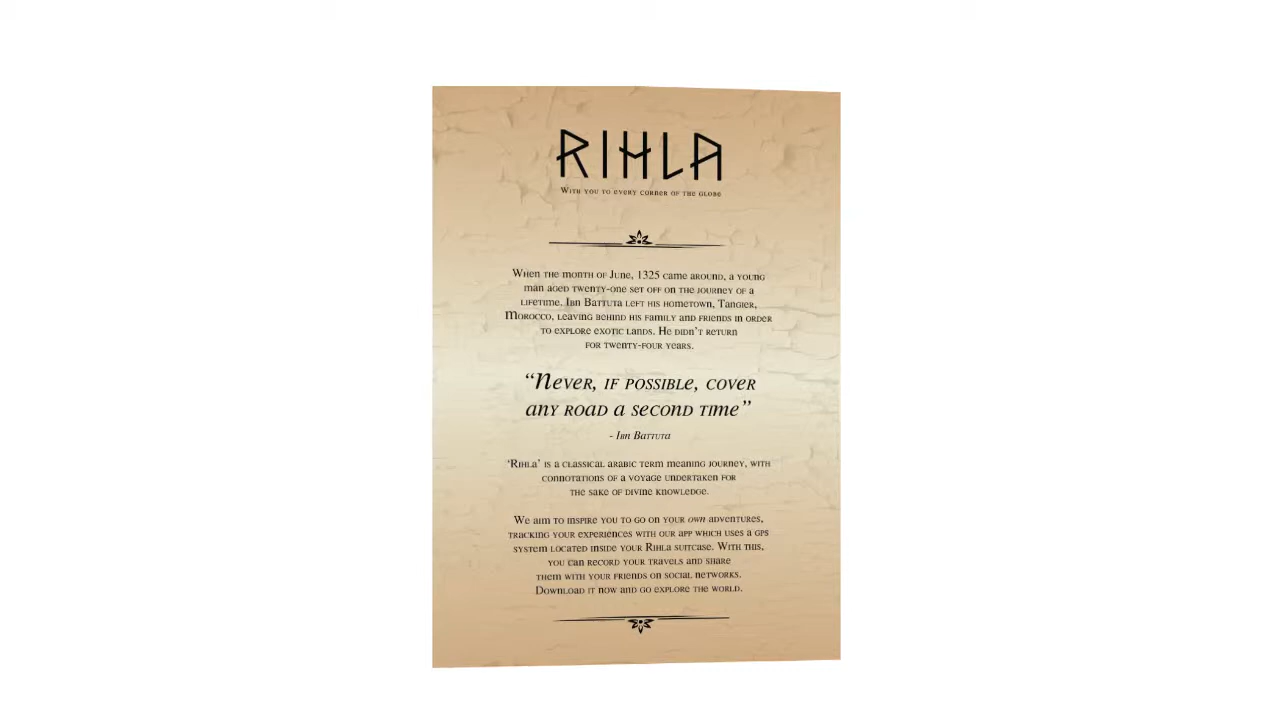 RIHLA
With you to every corner of the globe
When the month of June, 1325 came around, a young
man aged twenty-one set off on the journey of a
lifetime. Ibn Battuta left his hometown, Tangier,
Morocco, leaving behind his family and friends in order
to explore exotic lands. He didn't return
for twenty-four years.
“Never, if possible, cover
any road a second time”
- Ibn Battuta
‘Rihla’ is a classical arabic term meaning journey, with
connotations of a voyage undertaken for
the sake of divine knowledge.
We aim to inspire you to go on your own adventures,
tracking your experiences with our app which uses a gps
system located inside your Rihla suitcase. With this,
you can record your travels and share
them with your friends on social networks.
Download it now and go explore the world.